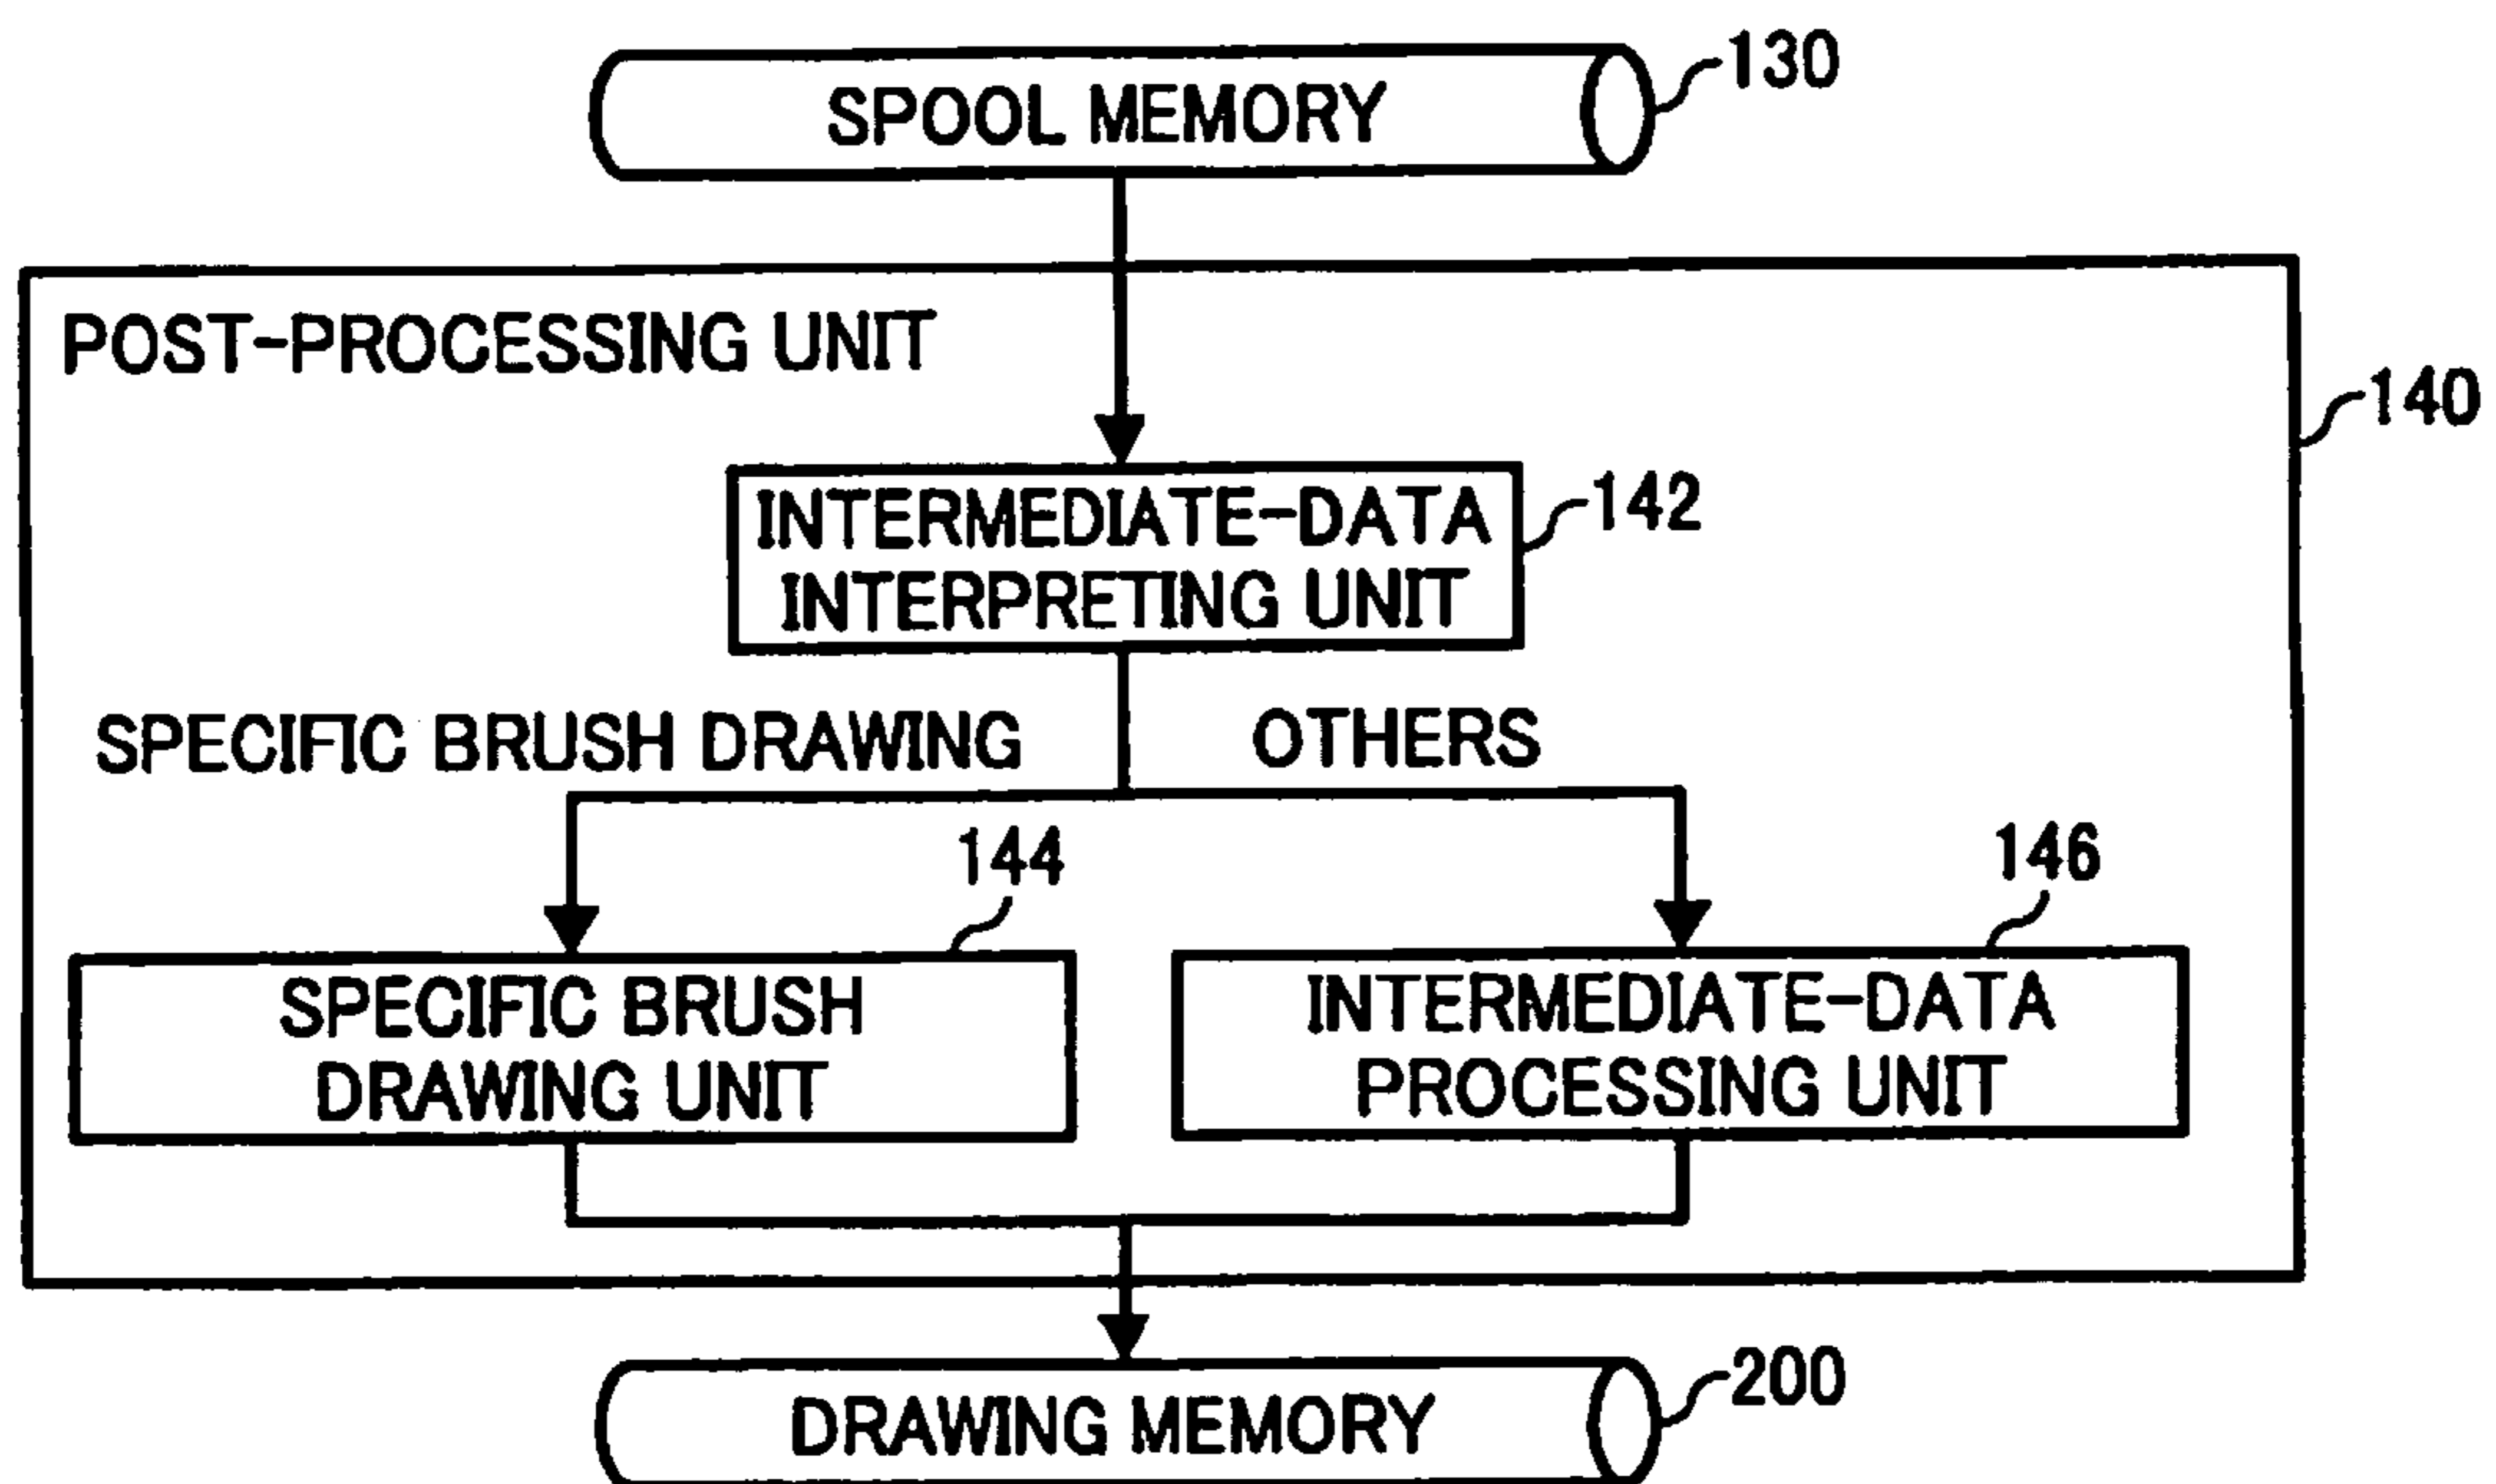 SPOOL MEMORY
130
POST-PROCESSING UNIT
140
INTERMEDIATE-DATA
INTERPRETING UNIT
142
SPECIFIC BRUSH DRAWING
OTHERS
144
146
SPECIFIC BRUSH
DRAWING UNIT
INTERMEDIATE-DATA
PROCESSING UNIT
DRAWING MEMORY
200